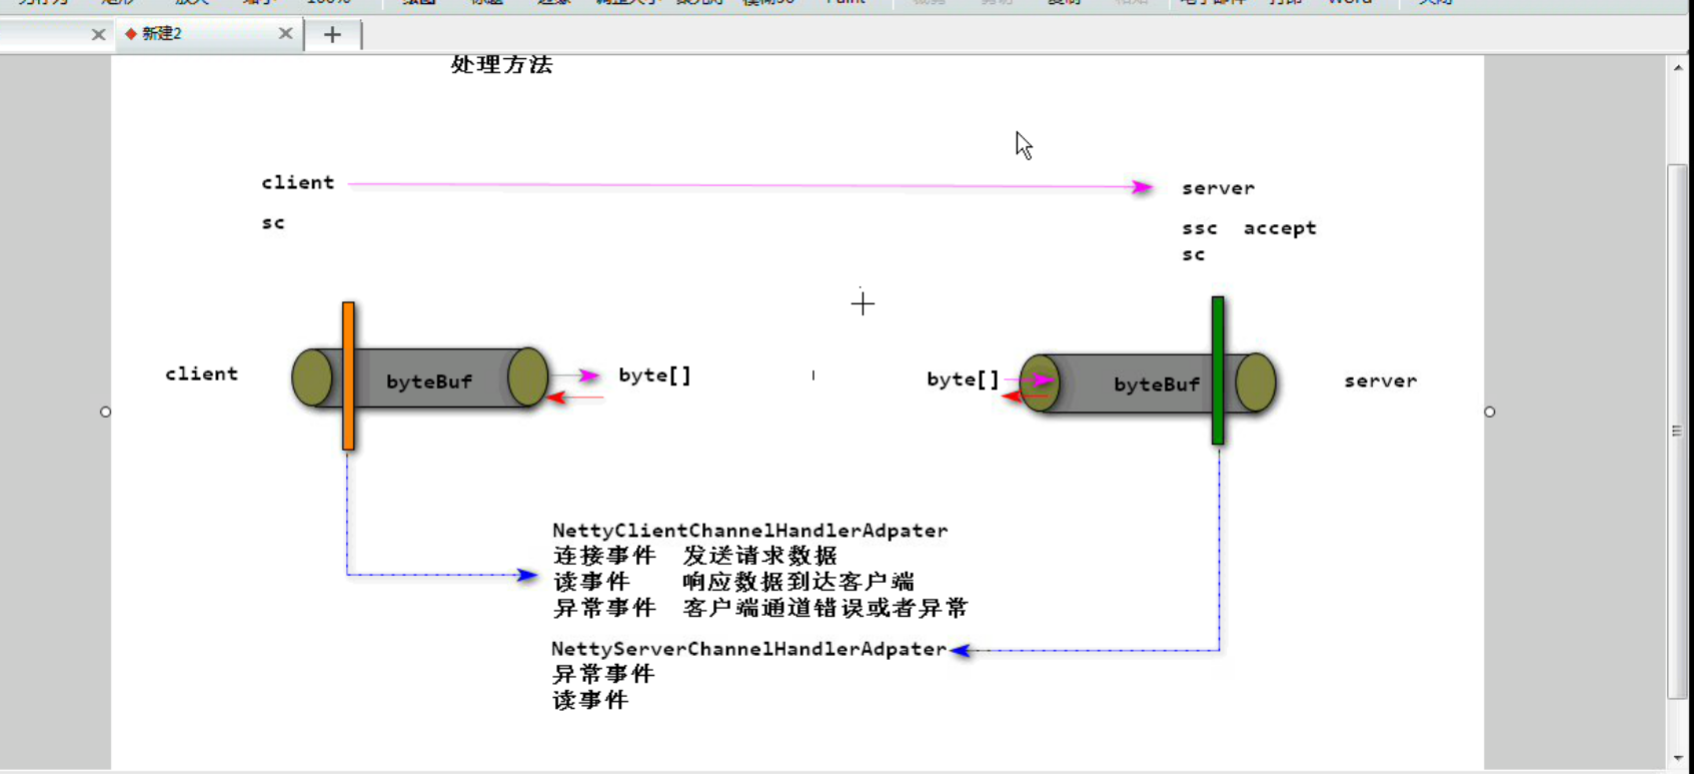 100%
Paint
Word
新建2
处理方法
client
server
sc
ssc accept
sc
client
byteBuf
byte[]
byte[]
byteBuf
server
NettyClientChannelHandlerAdpater
连接事件 发送请求数据
读事件 响应数据到达客户端
异常事件 客户端通道错误或者异常
NettyServerChannelHandlerAdpater
异常事件
读事件